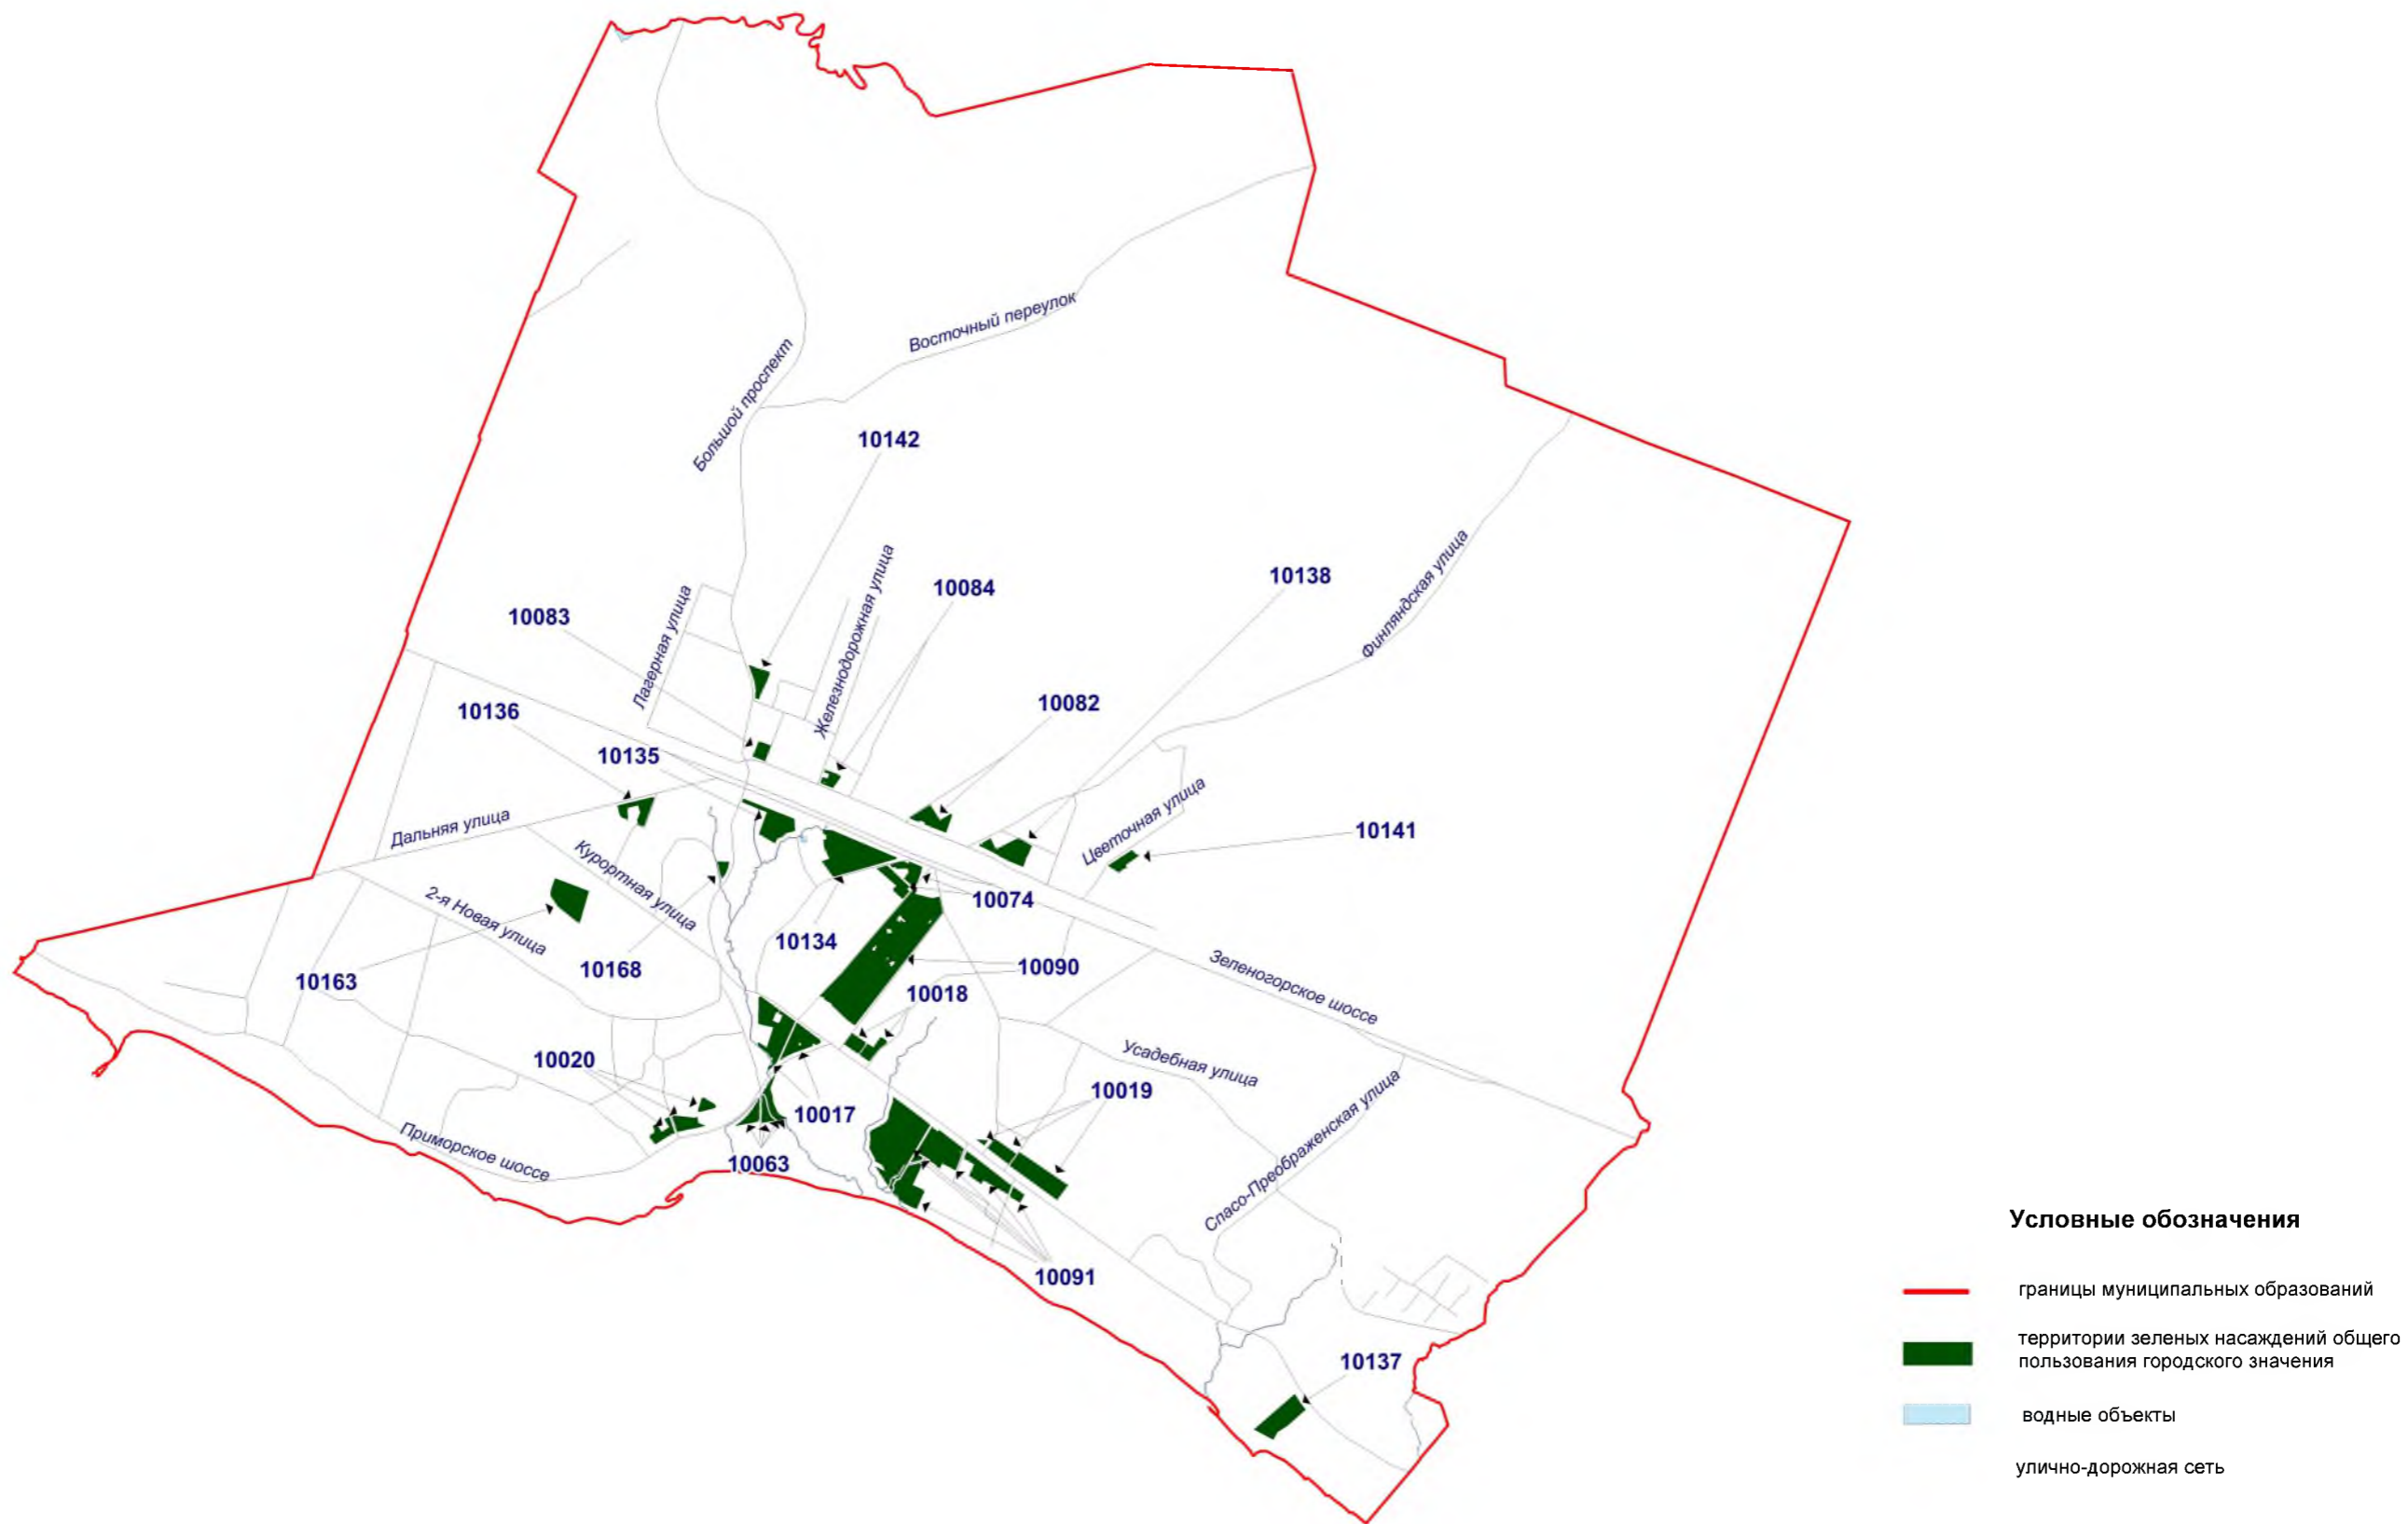 Восточный переулок
Большой проспект
10142
Финляндская улица
10138
10084
Железнодорожная улица
Лагерная улица
10083
10082
10136
10135
Цветочная улица
Дальняя улица
10141
Курортная улица
2-я Новая улица
10074
10134
10168
10163
10090
10018
Зеленогорское шоссе
10020
Усадебная улица
10019
10017
Спасо-Преображенская улица
Приморское шоссе
10063
10091
10137
Условные обозначения
границы муниципальных образований
территории зеленых насаждений общего
пользования городского значения
водные объекты
улично-дорожная сеть